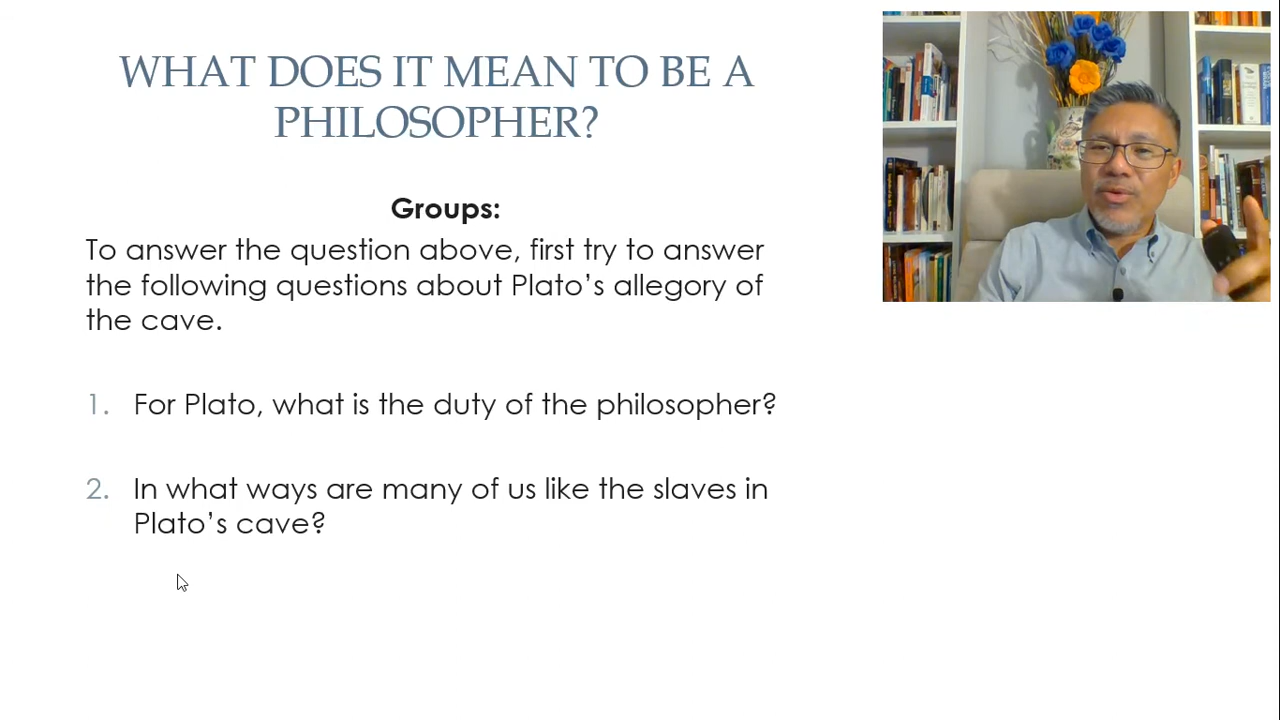 WHAT DOES IT MEAN TO BE A
PHILOSOPHER?
Groups:
To answer the question above, first try to answer
the following questions about Plato’s allegory of
the cave.
1. For Plato, what is the duty of the philosopher?
2. In what ways are many of us like the slaves in
Plato’s cave?